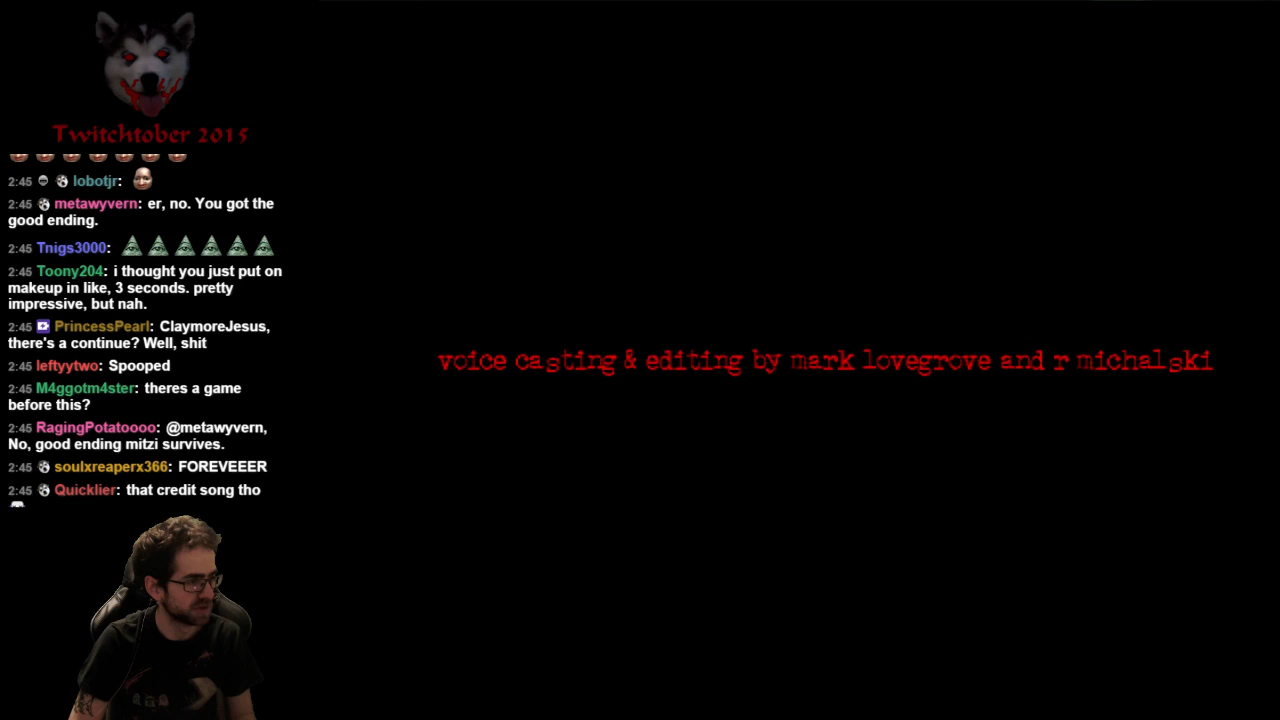 Twitchtober 2015
2:45 lobotjr:
2:45 metawyvern: er, no. You got the
good ending.
2:45 Tnigs3000:
2:45 Toony204: i thought you just put on
makeup in like, 3 seconds. pretty
impressive, but nah.
2:45 PrincessPearl: ClaymoreJesus,
there's a continue? Well, shit
2:45 leftyytwo: Spooped
2:45 M4ggotm4ster: theres a game
before this?
2:45 RagingPotatoooo: @metawyvern,
No, good ending mitzi survives.
2:45 soulxreaperx366: FOREVEEER
2:45 Quicklier: that credit song tho
voice casting & editing by mark lovegrove and r michalski